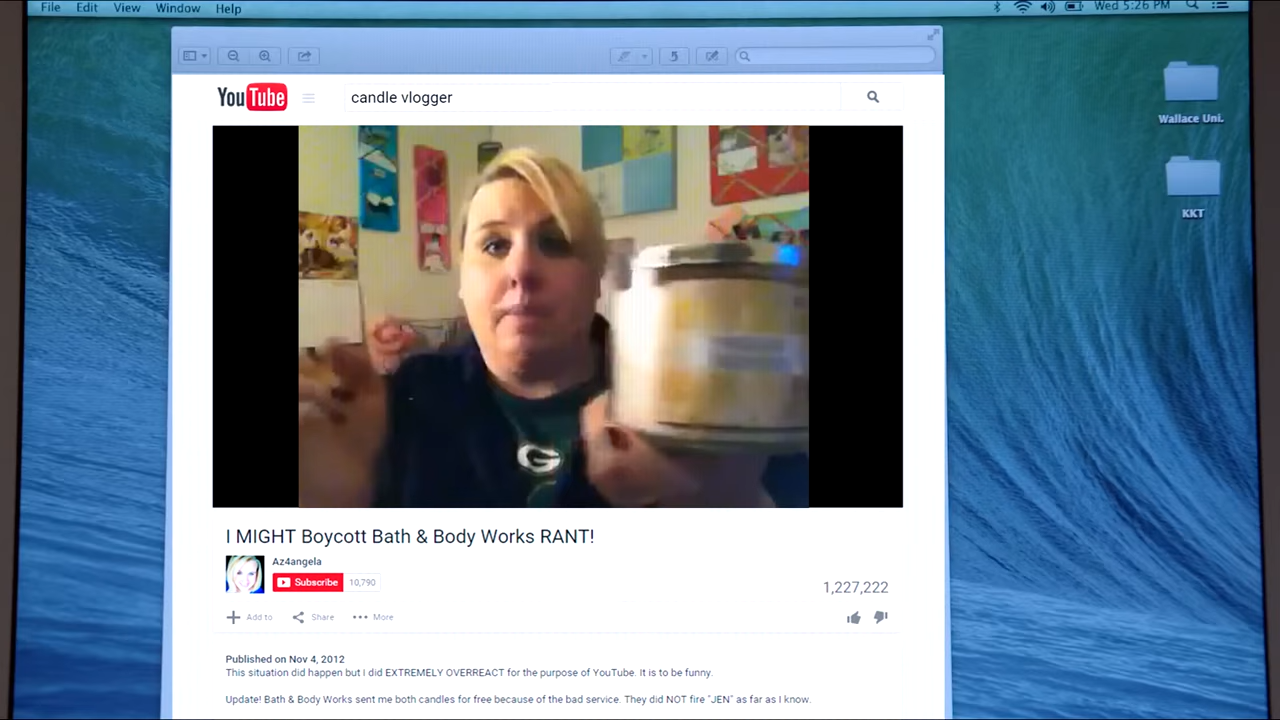 File Edit View Window Help Wed 5:26 PM
YouTube candle vlogger
Wallace Uni.
KKT
G
I MIGHT Boycott Bath & Body Works RANT!
Az4angela
Subscribe 10,790
1,227,222
Add to Share More
Published on Nov 4, 2012
This situation did happen but I did EXTREMELY OVERREACT for the purpose of YouTube. It is to be funny.
Update! Bath & Body Works sent me both candles for free because of the bad service. They did NOT fire "JEN" as far as I know.